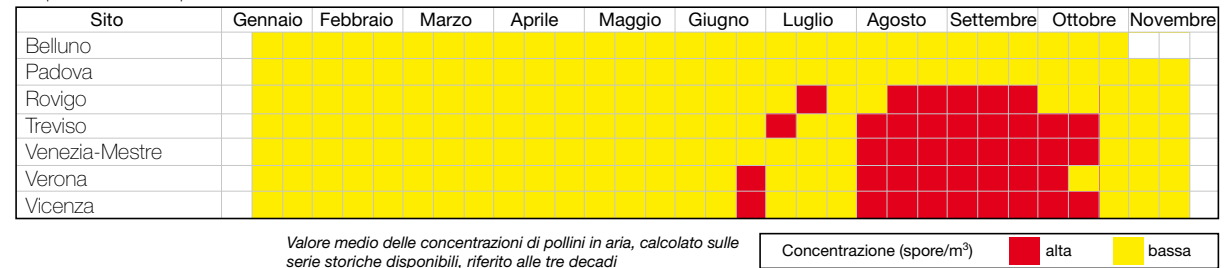 Sito Gennaio Febbraio Marzo Aprile Maggio Giugno Luglio Agosto Settembre Ottobre Novembre
Belluno
Padova
Rovigo
Treviso
Venezia-Mestre
Verona
Vicenza
Valore medio delle concentrazioni di pollini in aria, calcolato sulle
serie storiche disponibili, riferito alle tre decadi
Concentrazione (spore/m³) alta bassa